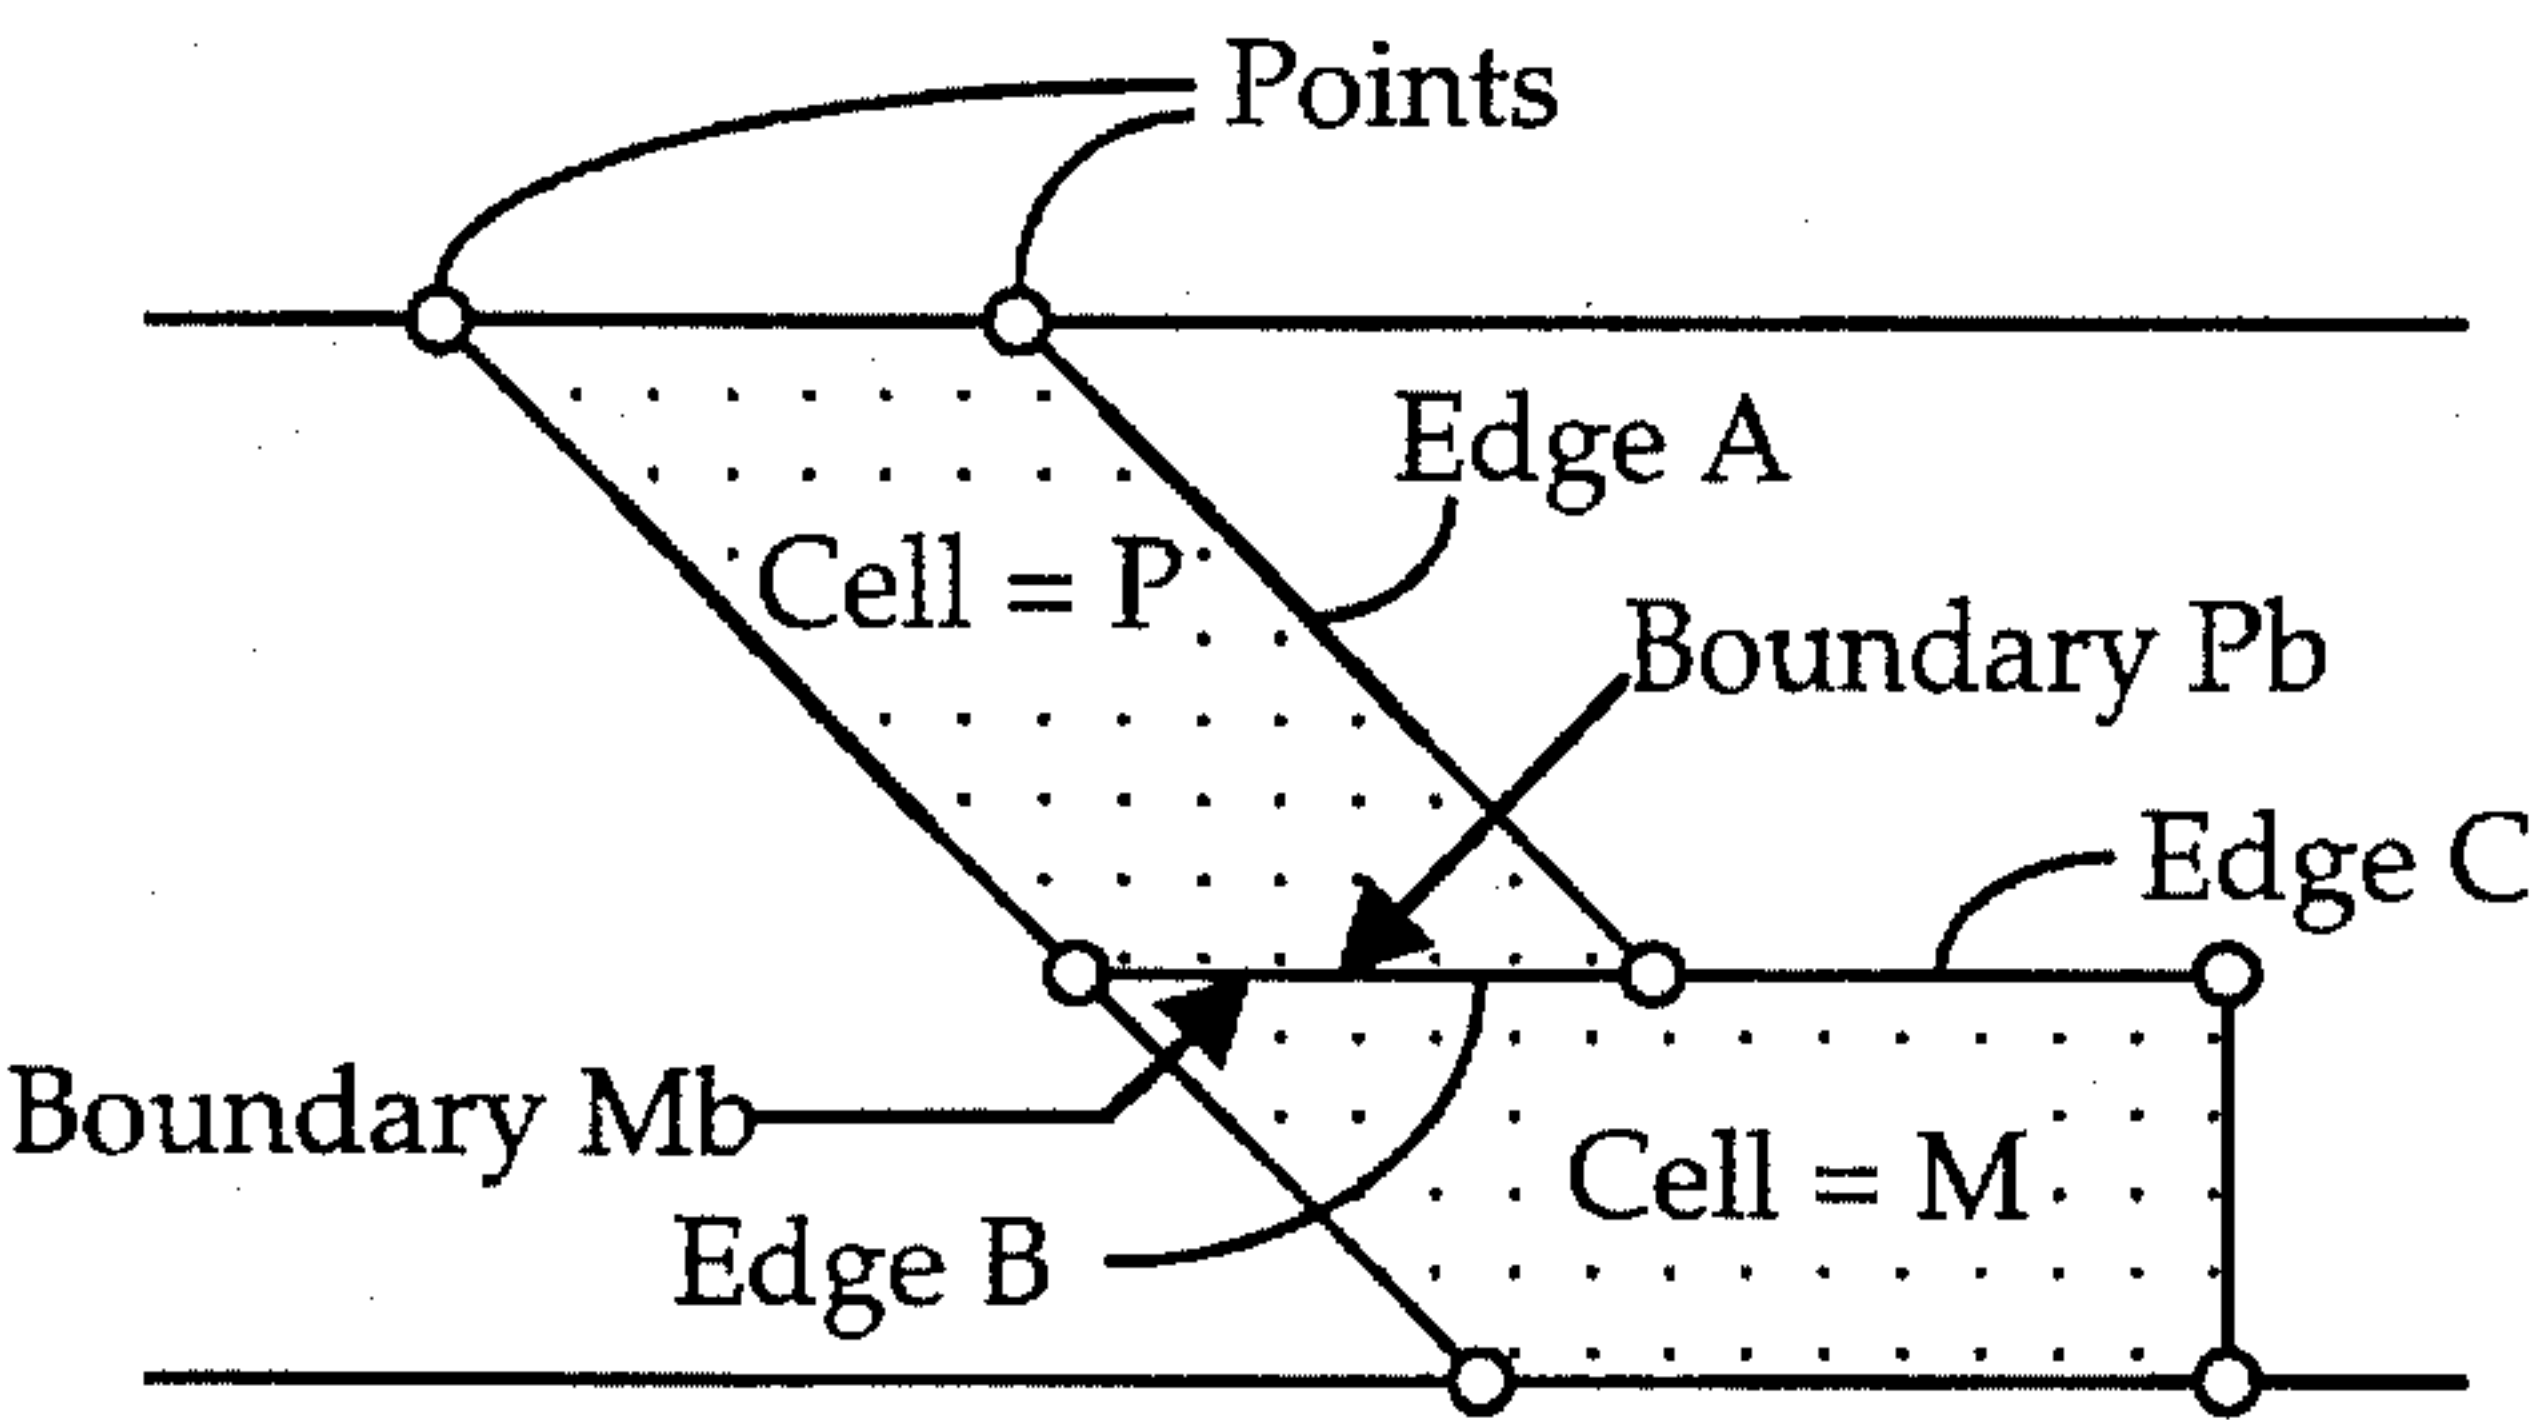 Points
Edge A
Cell = P
Boundary Pb
Edge C
Boundary Mb
Cell = M
Edge B